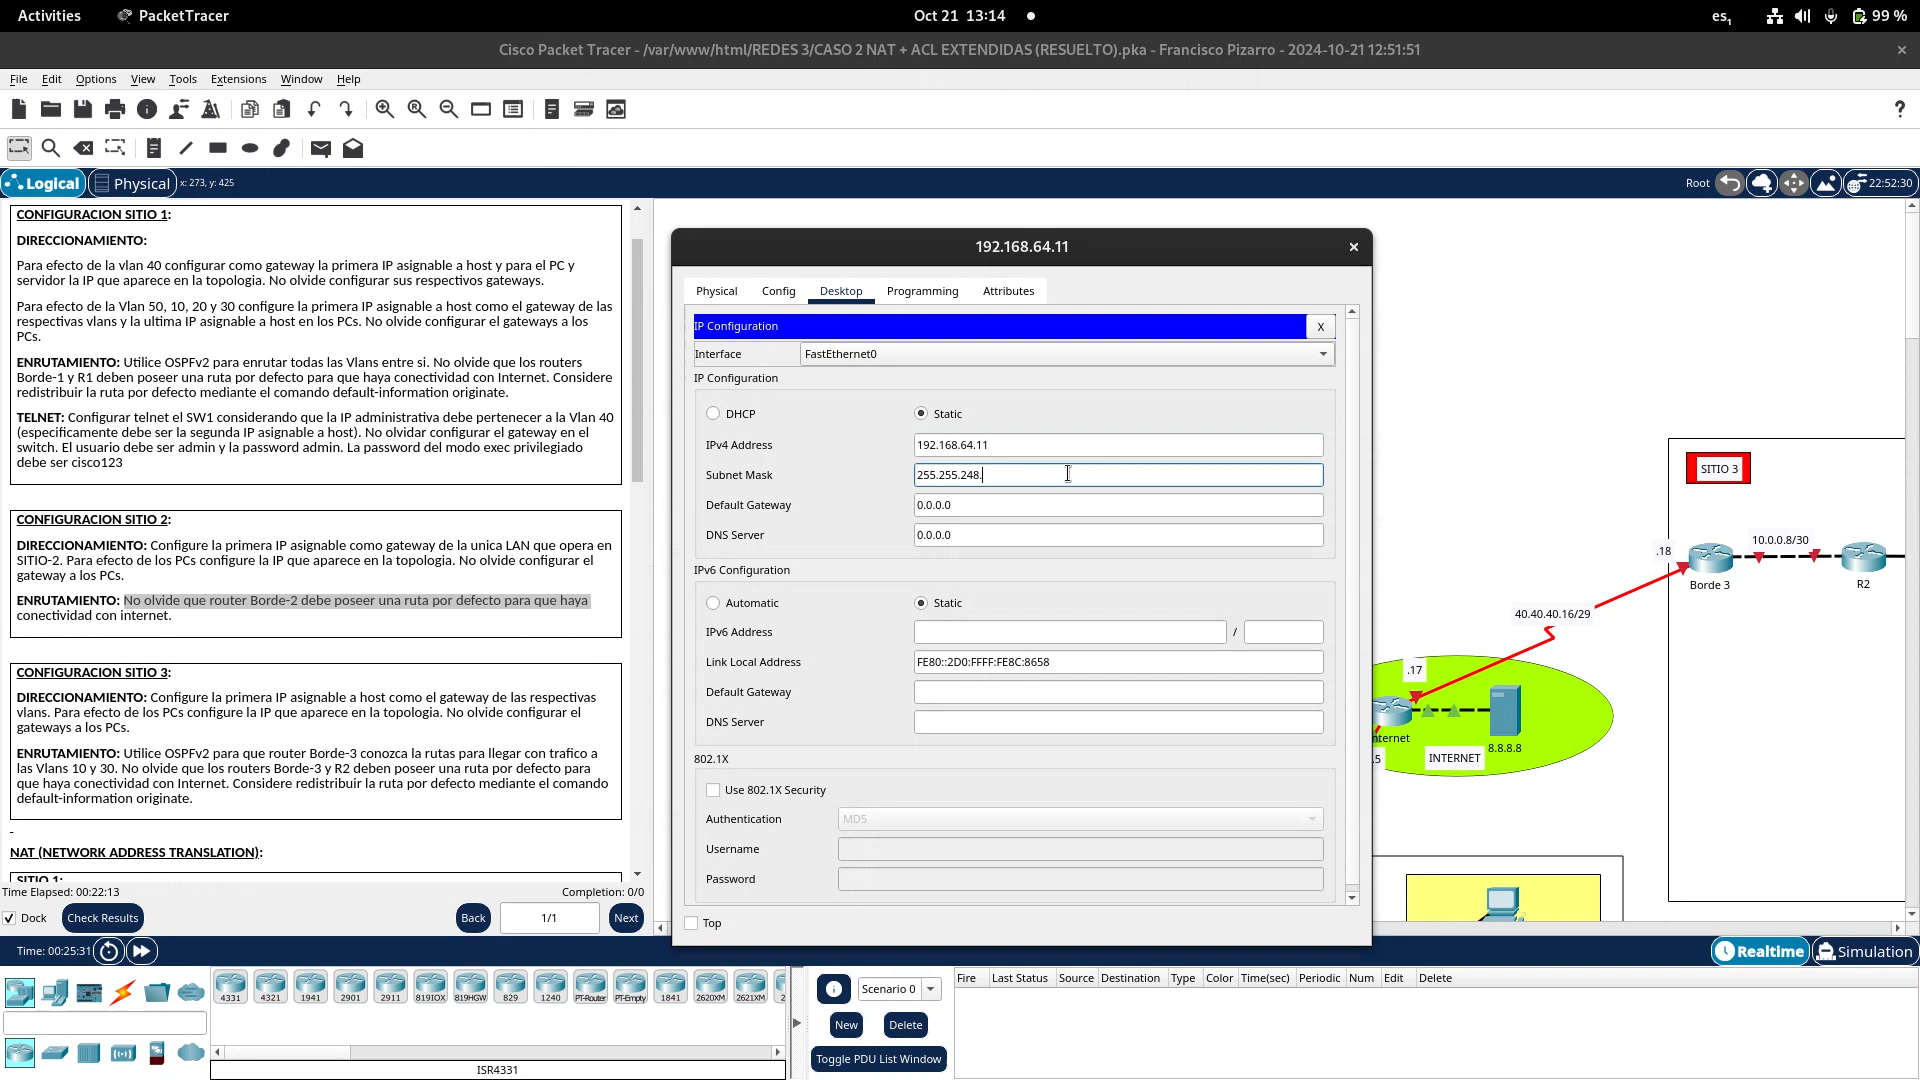 Activities
PacketTracer
Oct 21 13:14
es1
99 %
Cisco Packet Tracer - /var/www/html/REDES 3/CASO 2 NAT + ACL EXTENDIDAS (RESUELTO).pka - Francisco Pizarro - 2024-10-21 12:51:51
File Edit Options View Tools Extensions Window Help
Logical
Physical
x: 273, y: 425
Root
22:52:30
CONFIGURACION SITIO 1:
DIRECCIONAMIENTO:
Para efecto de la vlan 40 configurar como gateway la primera IP asignable a host y para el PC y
servidor la IP que aparece en la topologia. No olvide configurar sus respectivos gateways.
Para efecto de la Vlan 50, 10, 20 y 30 configure la primera IP asignable a host como el gateway de las
respectivas vlans y la ultima IP asignable a host en los PCs. No olvide configurar el gateways a los
PCs.
ENRUTAMIENTO: Utilice OSPFv2 para enrutar todas las Vlans entre si. No olvide que los routers
Borde-1 y R1 deben poseer una ruta por defecto para que haya conectividad con Internet. Considere
redistribuir la ruta por defecto mediante el comando default-information originate.
TELNET: Configurar telnet el SW1 considerando que la IP administrativa debe pertenecer a la Vlan 40
(especificamente debe ser la segunda IP asignable a host). No olvidar configurar el gateway en el
switch. El usuario debe ser admin y la password admin. La password del modo exec privilegiado
debe ser cisco123
CONFIGURACION SITIO 2:
DIRECCIONAMIENTO: Configure la primera IP asignable como gateway de la unica LAN que opera en
SITIO-2. Para efecto de los PCs configure la IP que aparece en la topologia. No olvide configurar el
gateway a los PCs.
ENRUTAMIENTO: No olvide que router Borde-2 debe poseer una ruta por defecto para que haya
conectividad con internet.
CONFIGURACION SITIO 3:
DIRECCIONAMIENTO: Configure la primera IP asignable a host como el gateway de las respectivas
vlans. Para efecto de los PCs configure la IP que aparece en la topologia. No olvide configurar el
gateways a los PCs.
ENRUTAMIENTO: Utilice OSPFv2 para que router Borde-3 conozca la rutas para llegar con trafico a
las Vlans 10 y 30. No olvide que los routers Borde-3 y R2 deben poseer una ruta por defecto para
que haya conectividad con Internet. Considere redistribuir la ruta por defecto mediante el comando
default-information originate.
NAT (NETWORK ADDRESS TRANSLATION):
SITIO 1:
Time Elapsed: 00:22:13
Completion: 0/0
Dock
Check Results
Back
1/1
Next
192.168.64.11
Physical Config Desktop Programming Attributes
IP Configuration
X
Interface
FastEthernet0
IP Configuration
DHCP
Static
IPv4 Address
192.168.64.11
Subnet Mask
255.255.248.
Default Gateway
0.0.0.0
DNS Server
0.0.0.0
IPv6 Configuration
Automatic
Static
IPv6 Address
/
Link Local Address
FE80::2D0:FFFF:FE8C:8658
Default Gateway
DNS Server
802.1X
Use 802.1X Security
Authentication
MD5
Username
Password
Top
SITIO 3
.18
10.0.0.8/30
Borde 3
R2
40.40.40.16/29
.17
nternet
8.8.8.8
.5
INTERNET
Time: 00:25:31
Realtime
Simulation
4331 4321 1941 2901 2911 819IOX 819HGW 829 1240 PT-Router PT-Empty 1841 2620XM 2621XM 2
ISR4331
Scenario 0
New
Delete
Toggle PDU List Window
Fire Last Status Source Destination Type Color Time(sec) Periodic Num Edit Delete